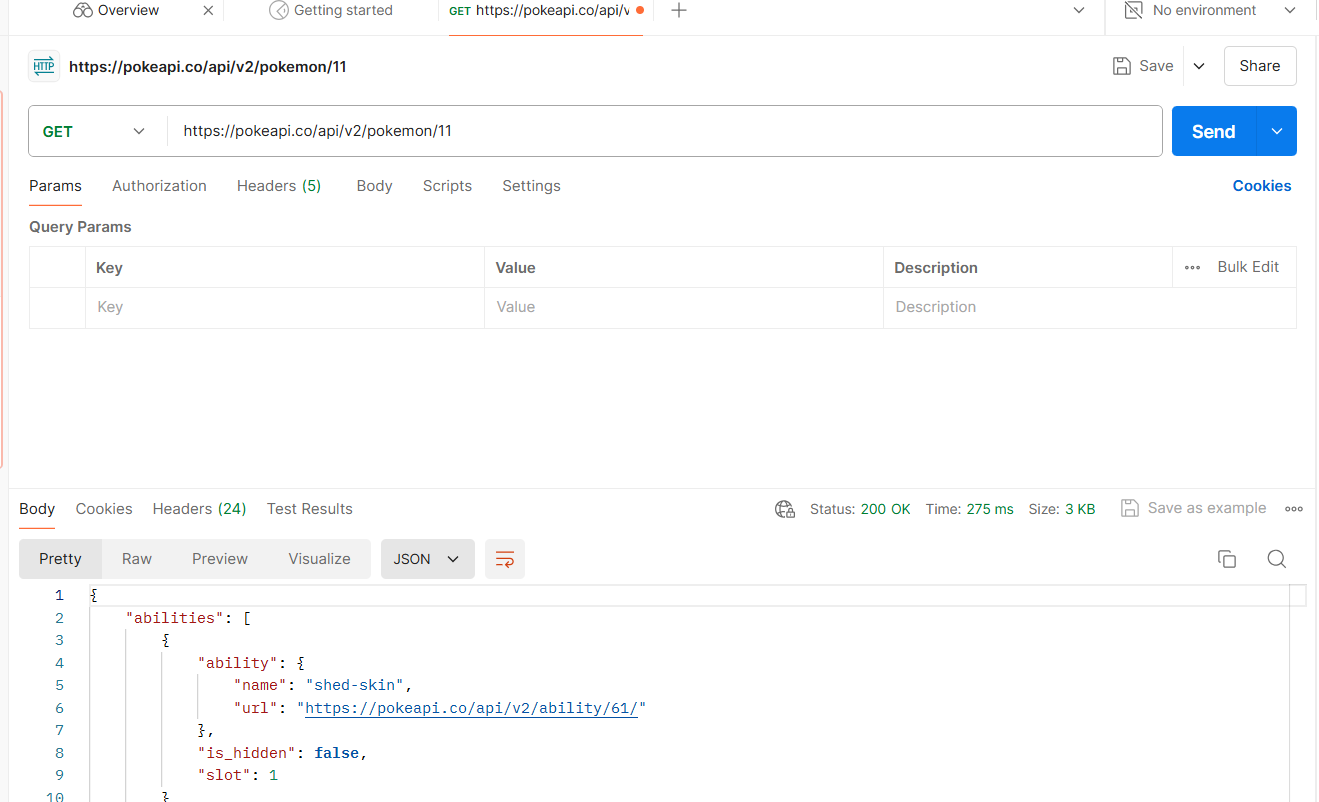 Overview
Getting started
GET https://pokeapi.co/api/v
No environment
HTTP https://pokeapi.co/api/v2/pokemon/11
Save
Share
GET
https://pokeapi.co/api/v2/pokemon/11
Send
Params Authorization Headers (5) Body Scripts Settings Cookies
Query Params
Key Value Description Bulk Edit
Key Value Description
Body Cookies Headers (24) Test Results Status: 200 OK Time: 275 ms Size: 3 KB Save as example
Pretty Raw Preview Visualize JSON
1 {
2 "abilities": [
3 {
4 "ability": {
5 "name": "shed-skin",
6 "url": "https://pokeapi.co/api/v2/ability/61/"
7 },
8 "is_hidden": false,
9 "slot": 1
10 }